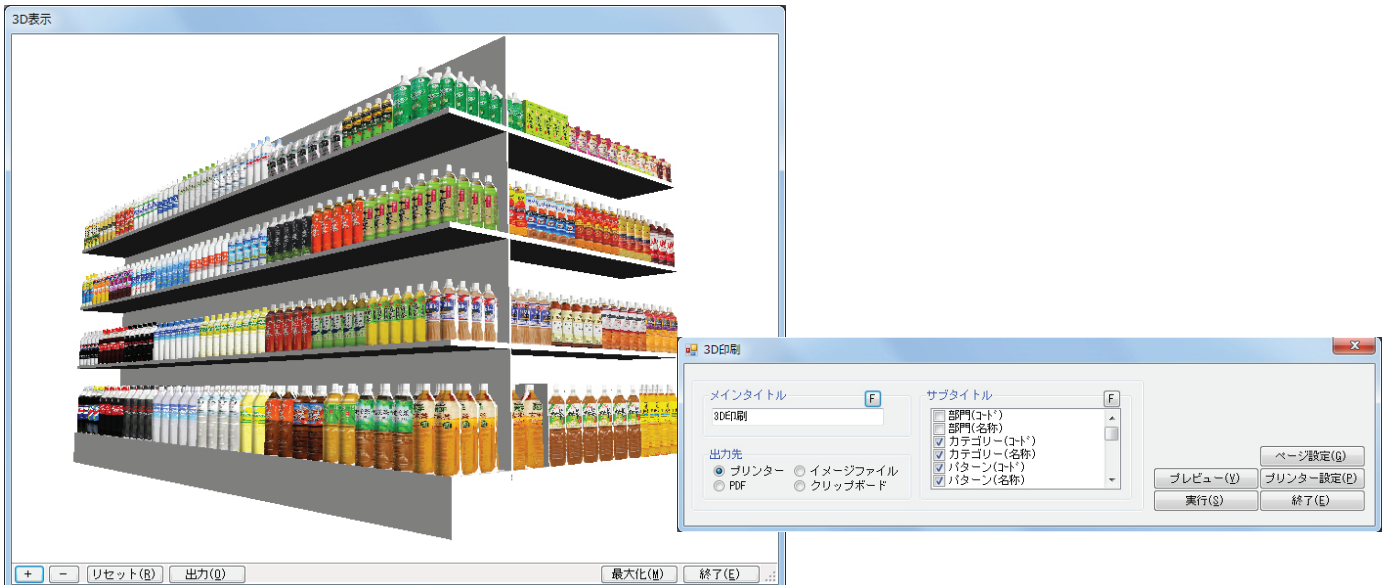 3D表示
+
−
リセット(R)
出力(O)
最大化(M)
終了(E)
3D印刷
メインタイトル
F
3D印刷
出力先
プリンター
イメージファイル
PDF
クリップボード
サブタイトル
F
部門(ｺｰﾄﾞ)
部門(名称)
カテゴリー(ｺｰﾄﾞ)
カテゴリー(名称)
パターン(ｺｰﾄﾞ)
パターン(名称)
ページ設定(G)
プレビュー(V)
プリンター設定(P)
実行(S)
終了(E)